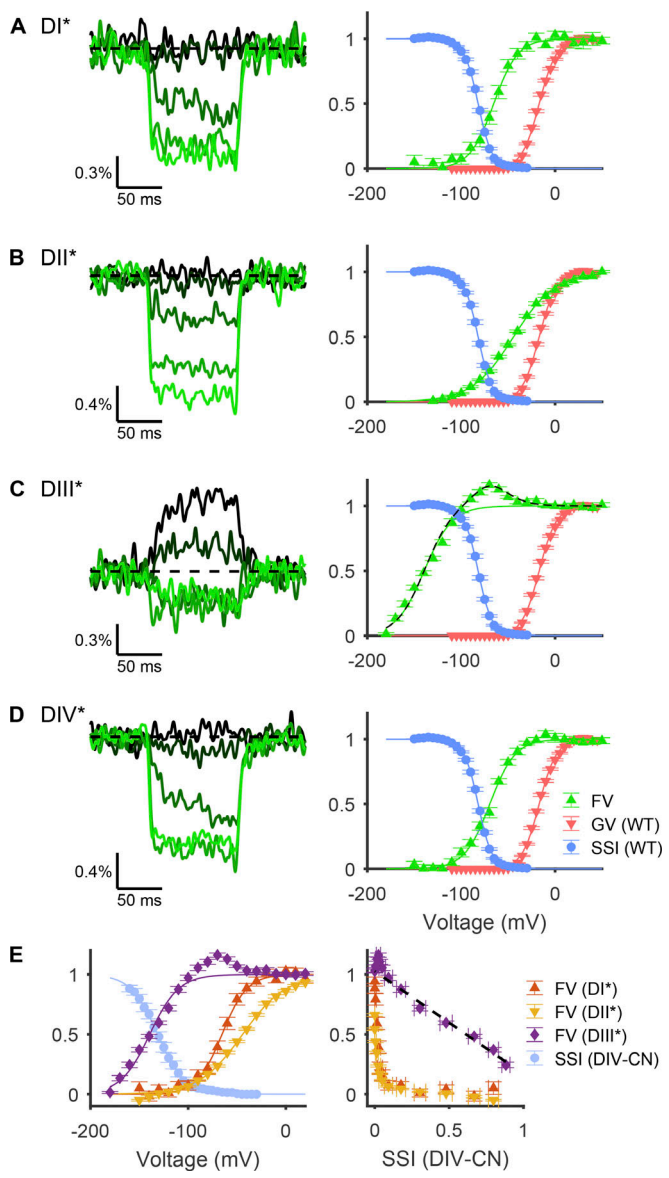 A DI*
0.3%
50 ms
1
0.5
0
-200 -100 0
B DII*
0.4%
50 ms
1
0.5
0
-200 -100 0
C DIII*
0.3%
50 ms
1
0.5
0
-200 -100 0
D DIV*
0.4%
50 ms
1
0.5
0
FV
GV (WT)
SSI (WT)
-200 -100 0
Voltage (mV)
E
1
0.5
0
-200 -100 0
Voltage (mV)
1
0.5
0
0 0.5 1
SSI (DIV-CN)
FV (DI*)
FV (DII*)
FV (DIII*)
SSI (DIV-CN)